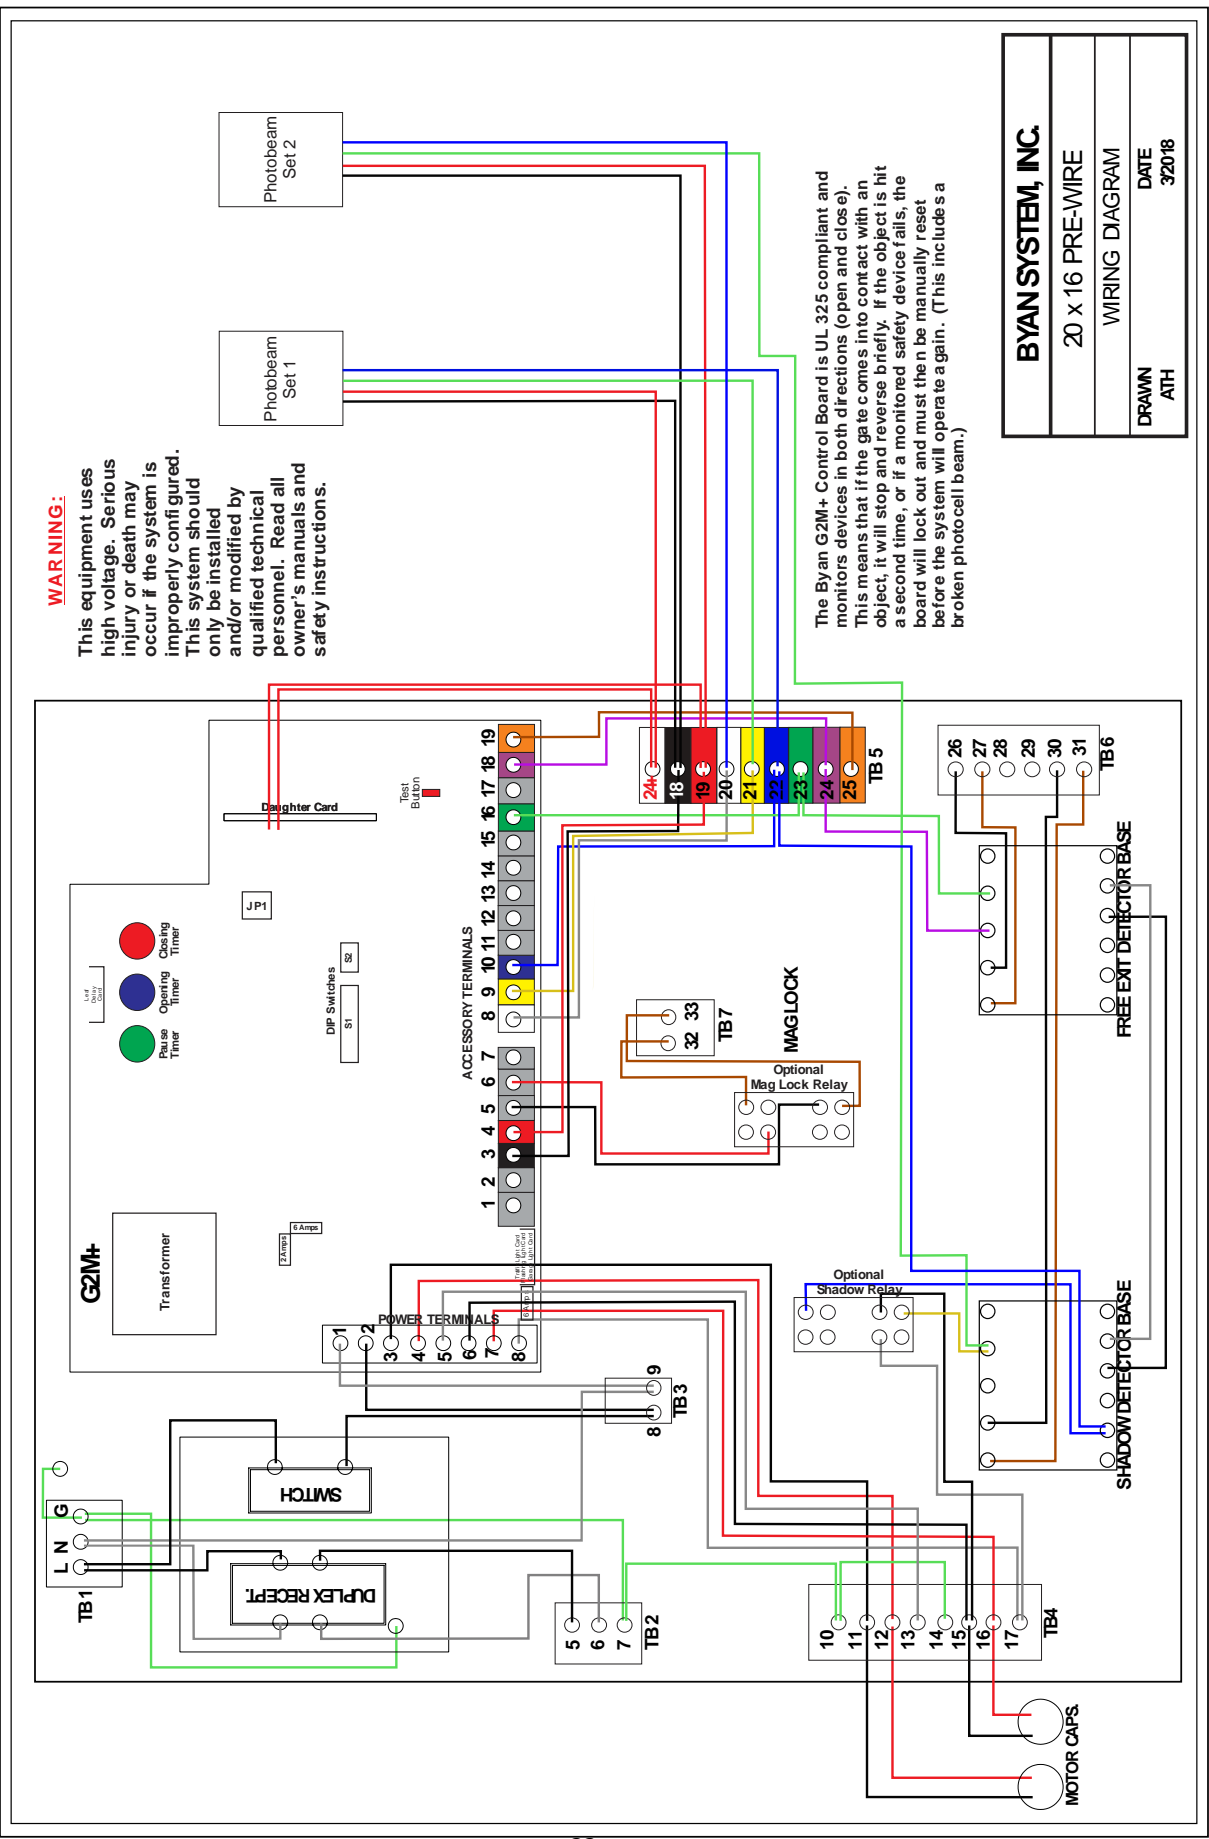 WARNING:
This equipment uses
high voltage. Serious
injury or death may
occur if the system is
improperly configured.
This system should
only be installed
and/or modified by
qualified technical
personnel. Read all
owner's manuals and
safety instructions.
Photobeam
Set 1
Photobeam
Set 2
The Byan G2M+ Control Board is UL 325 compliant and
monitors devices in both directions (open and close).
This means that if the gate comes into contact with an
object, it will stop and reverse briefly. If the object is hit
a second time, or if a monitored safety device fails, the
board will lock out and must then be manually reset
before the system will operate again. (This includes a
broken photocell beam.)
BYAN SYSTEM, INC.
20 x 16 PRE-WIRE
WIRING DIAGRAM
DRAWN
ATH
DATE
3/2018
G2M+
Transformer
Leaf
Delay
Card
Pause
Timer
Opening
Timer
Closing
Timer
JP1
DIP Switches
S1
S2
Daughter Card
Test
Button
2 Amps
6 Amps
6 Amps
ACCESSORY TERMINALS
1 2 3 4 5 6 7 8 9 10 11 12 13 14 15 16 17 18 19
POWER TERMINALS
1 2 3 4 5 6 7 8
TB1
L N G
SWITCH
DUPLEX RECEPT.
TB2
5 6 7
TB3
8 9
TB4
10 11 12 13 14 15 16 17
MOTOR CAPS.
TB5
24+ 18 19 20 21 22 23 24 25
TB6
26 27 28 29 30 31
TB7
32 33
MAGLOCK
Optional
Mag Lock Relay
Optional
Shadow Relay
FREE EXIT DETECTOR BASE
SHADOW DETECTOR BASE